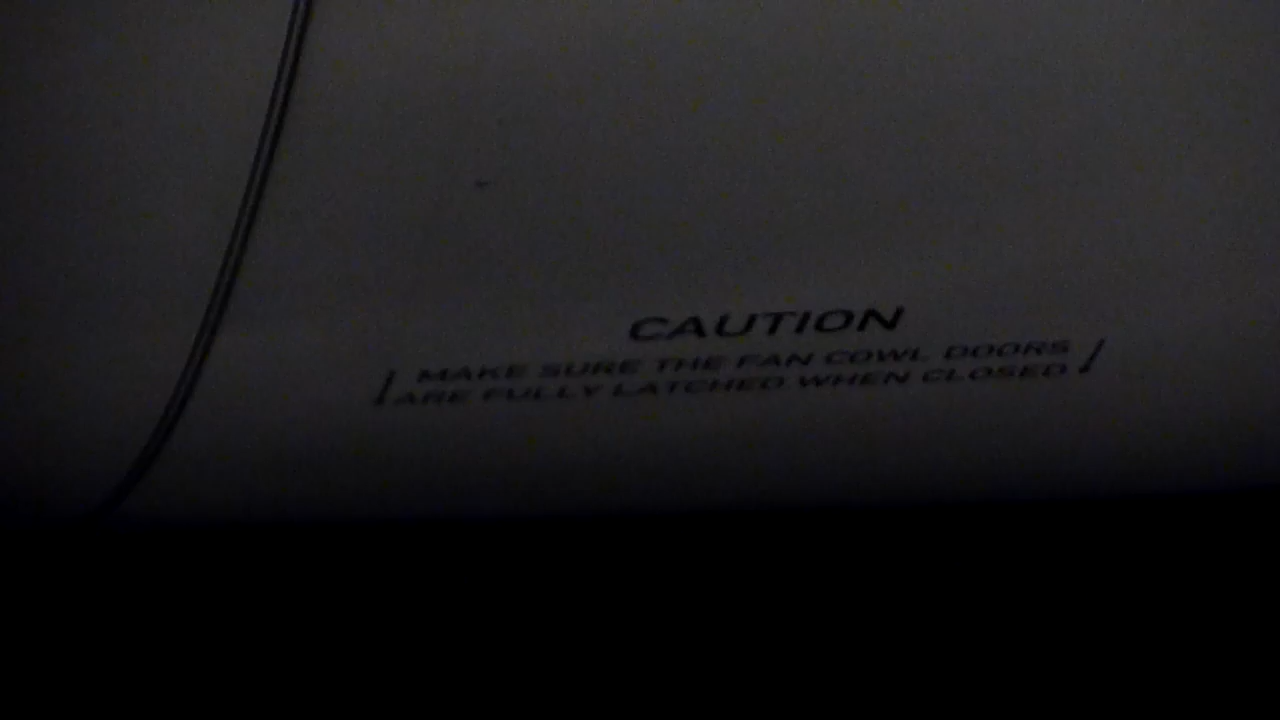 CAUTION
MAKE SURE THE FAN COWL DOORS
ARE FULLY LATCHED WHEN CLOSED